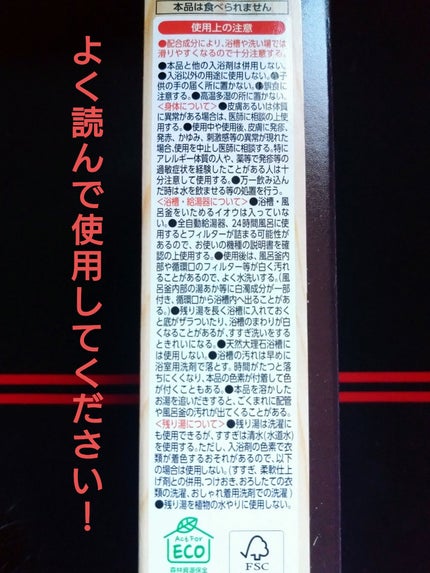 よく読んで使用してください！
本品は食べられません
使用上の注意
●配合成分により、浴槽や洗い場では
滑りやすくなるので十分注意する。
●本品と他の入浴剤は併用しない。
●入浴以外の用途に使用しない。●子
供の手の届く所に置かない。●誤食に
注意する。●高温多湿の所に置かない。
<身体について>●皮膚あるいは体質
に異常がある場合は、医師に相談の上使
用する。●使用中や使用後、皮膚に発疹、
発赤、かゆみ、刺激感等の異常が現れた
場合、使用を中止し医師に相談する。特に
アレルギー体質の人や、薬等で発疹等の
過敏症状を経験したことがある人は十
分注意して使用する。●万一飲み込ん
だ時は水を飲ませる等の処置を行う。
<浴槽・給湯器について>●浴槽・風
呂釜をいためるイオウは入っていな
い。●全自動給湯器、24時間風呂に使
用するとフィルターが詰まる可能性が
あるので、お使いの機種の説明書を確
認の上使用する。●使用後は、風呂釜内
部や循環口のフィルター等が白く汚れ
ることがあるので、よく水洗いする。(風
呂釜内部の湯あか等に白濁成分が一部
付き、循環口から浴槽内へ出ることがあ
る。)●残り湯を長く浴槽に入れておく
と底がザラついたり、浴槽のまわりが白
くなることがあるが、すすぎ洗いをする
ときれいになる。●天然大理石浴槽に
は使用しない。●浴槽の汚れは早めに
浴室用洗剤で落とす。時間がたつと落
ちにくくなり、本品の色素が付着して色
が付くこともある。●本品を溶かした
お湯を追いだきすると、ごくまれに配管
や風呂釜の汚れが出てくることがある。
<残り湯について>●残り湯は洗濯に
も使用できるが、すすぎは清水(水道水)
を使用する。ただし、入浴剤の色素で衣
類が着色するおそれがあるので、以下
の場合は使用しない。(すすぎ、柔軟仕上
げ剤との併用、つけおき、おろしたての衣
類の洗濯、おしゃれ着用洗剤での洗濯)
●残り湯を植物の水やりに使用しない。
Act For
ECO
森林資源保全
FSC